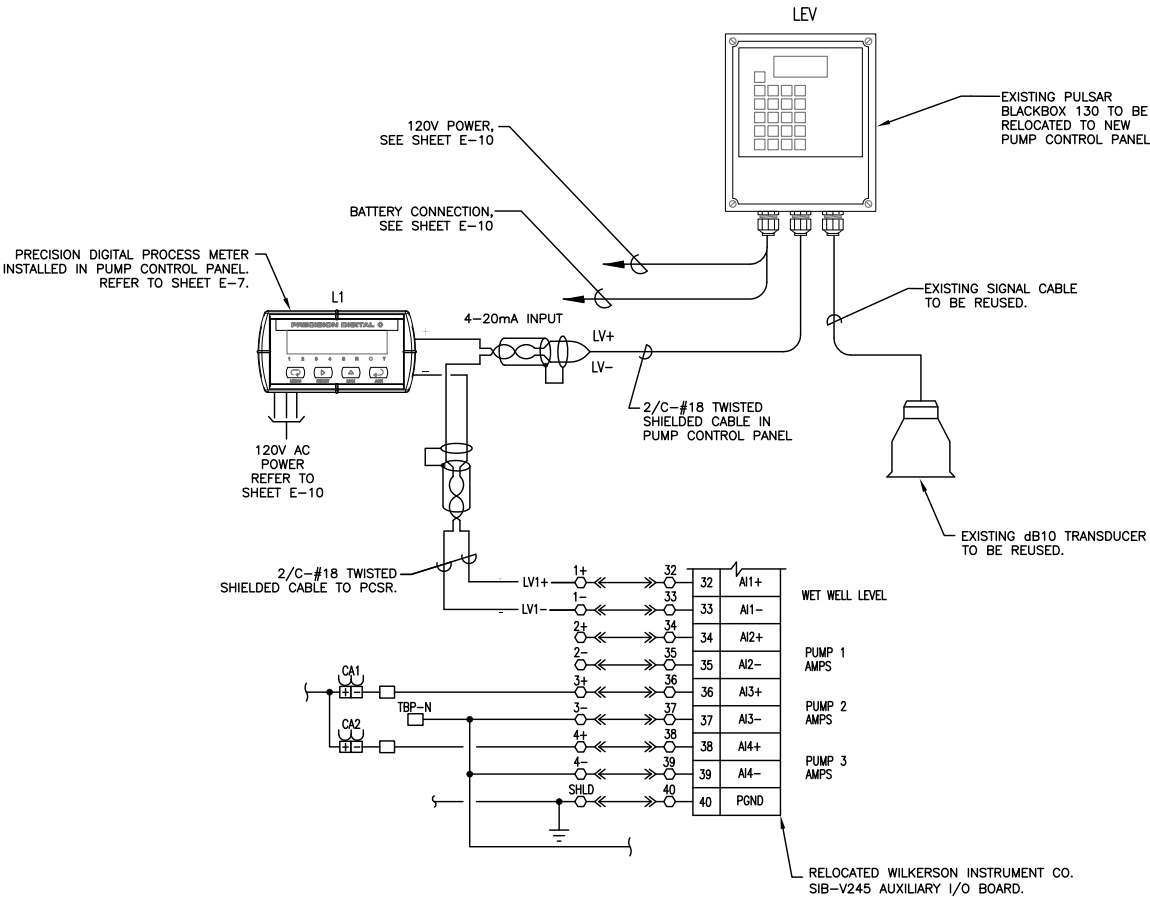 LEV
EXISTING PULSAR
BLACKBOX 130 TO BE
RELOCATED TO NEW
PUMP CONTROL PANEL
120V POWER,
SEE SHEET E-10
BATTERY CONNECTION,
SEE SHEET E-10
PRECISION DIGITAL PROCESS METER
INSTALLED IN PUMP CONTROL PANEL.
REFER TO SHEET E-7.
L1
PRECISION DIGITAL
1 2 3 4 5 R O T
+
-
4-20mA INPUT
LV+
LV-
EXISTING SIGNAL CABLE
TO BE REUSED.
2/C-#18 TWISTED
SHIELDED CABLE IN
PUMP CONTROL PANEL
120V AC
POWER
REFER TO
SHEET E-10
EXISTING dB10 TRANSDUCER
TO BE REUSED.
2/C-#18 TWISTED
SHIELDED CABLE TO PCSR.
LV1+ 1+ 32 32 AI1+
LV1- 1- 33 33 AI1-
WET WELL LEVEL
2+ 34 34 AI2+
2- 35 35 AI2-
PUMP 1
AMPS
CA1
+ -
3+ 36 36 AI3+
TBP-N
3- 37 37 AI3-
PUMP 2
AMPS
CA2
+ -
4+ 38 38 AI4+
4- 39 39 AI4-
PUMP 3
AMPS
SHLD 40 40 PGND
RELOCATED WILKERSON INSTRUMENT CO.
SIB-V245 AUXILIARY I/O BOARD.